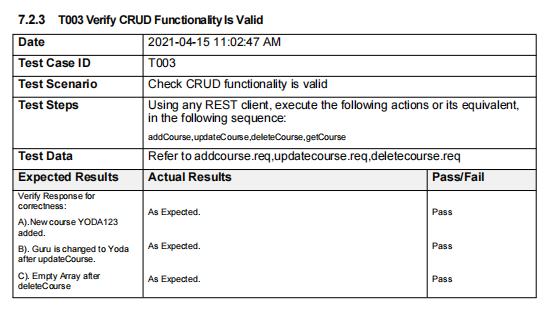 7.2.3 T003 Verify CRUD Functionality Is Valid
Date 2021-04-15 11:02:47 AM
Test Case ID T003
Test Scenario Check CRUD functionality is valid
Test Steps Using any REST client, execute the following actions or its equivalent,
in the following sequence:
addCourse,updateCourse,deleteCourse,getCourse
Test Data Refer to addcourse.req,updatecourse.req,deletecourse.req
Expected Results Actual Results Pass/Fail
Verify Response for
correctness:
A).New course YODA123
added.
As Expected. Pass
B). Guru is changed to Yoda
after updateCourse.
As Expected. Pass
C). Empty Array after
deleteCourse
As Expected. Pass